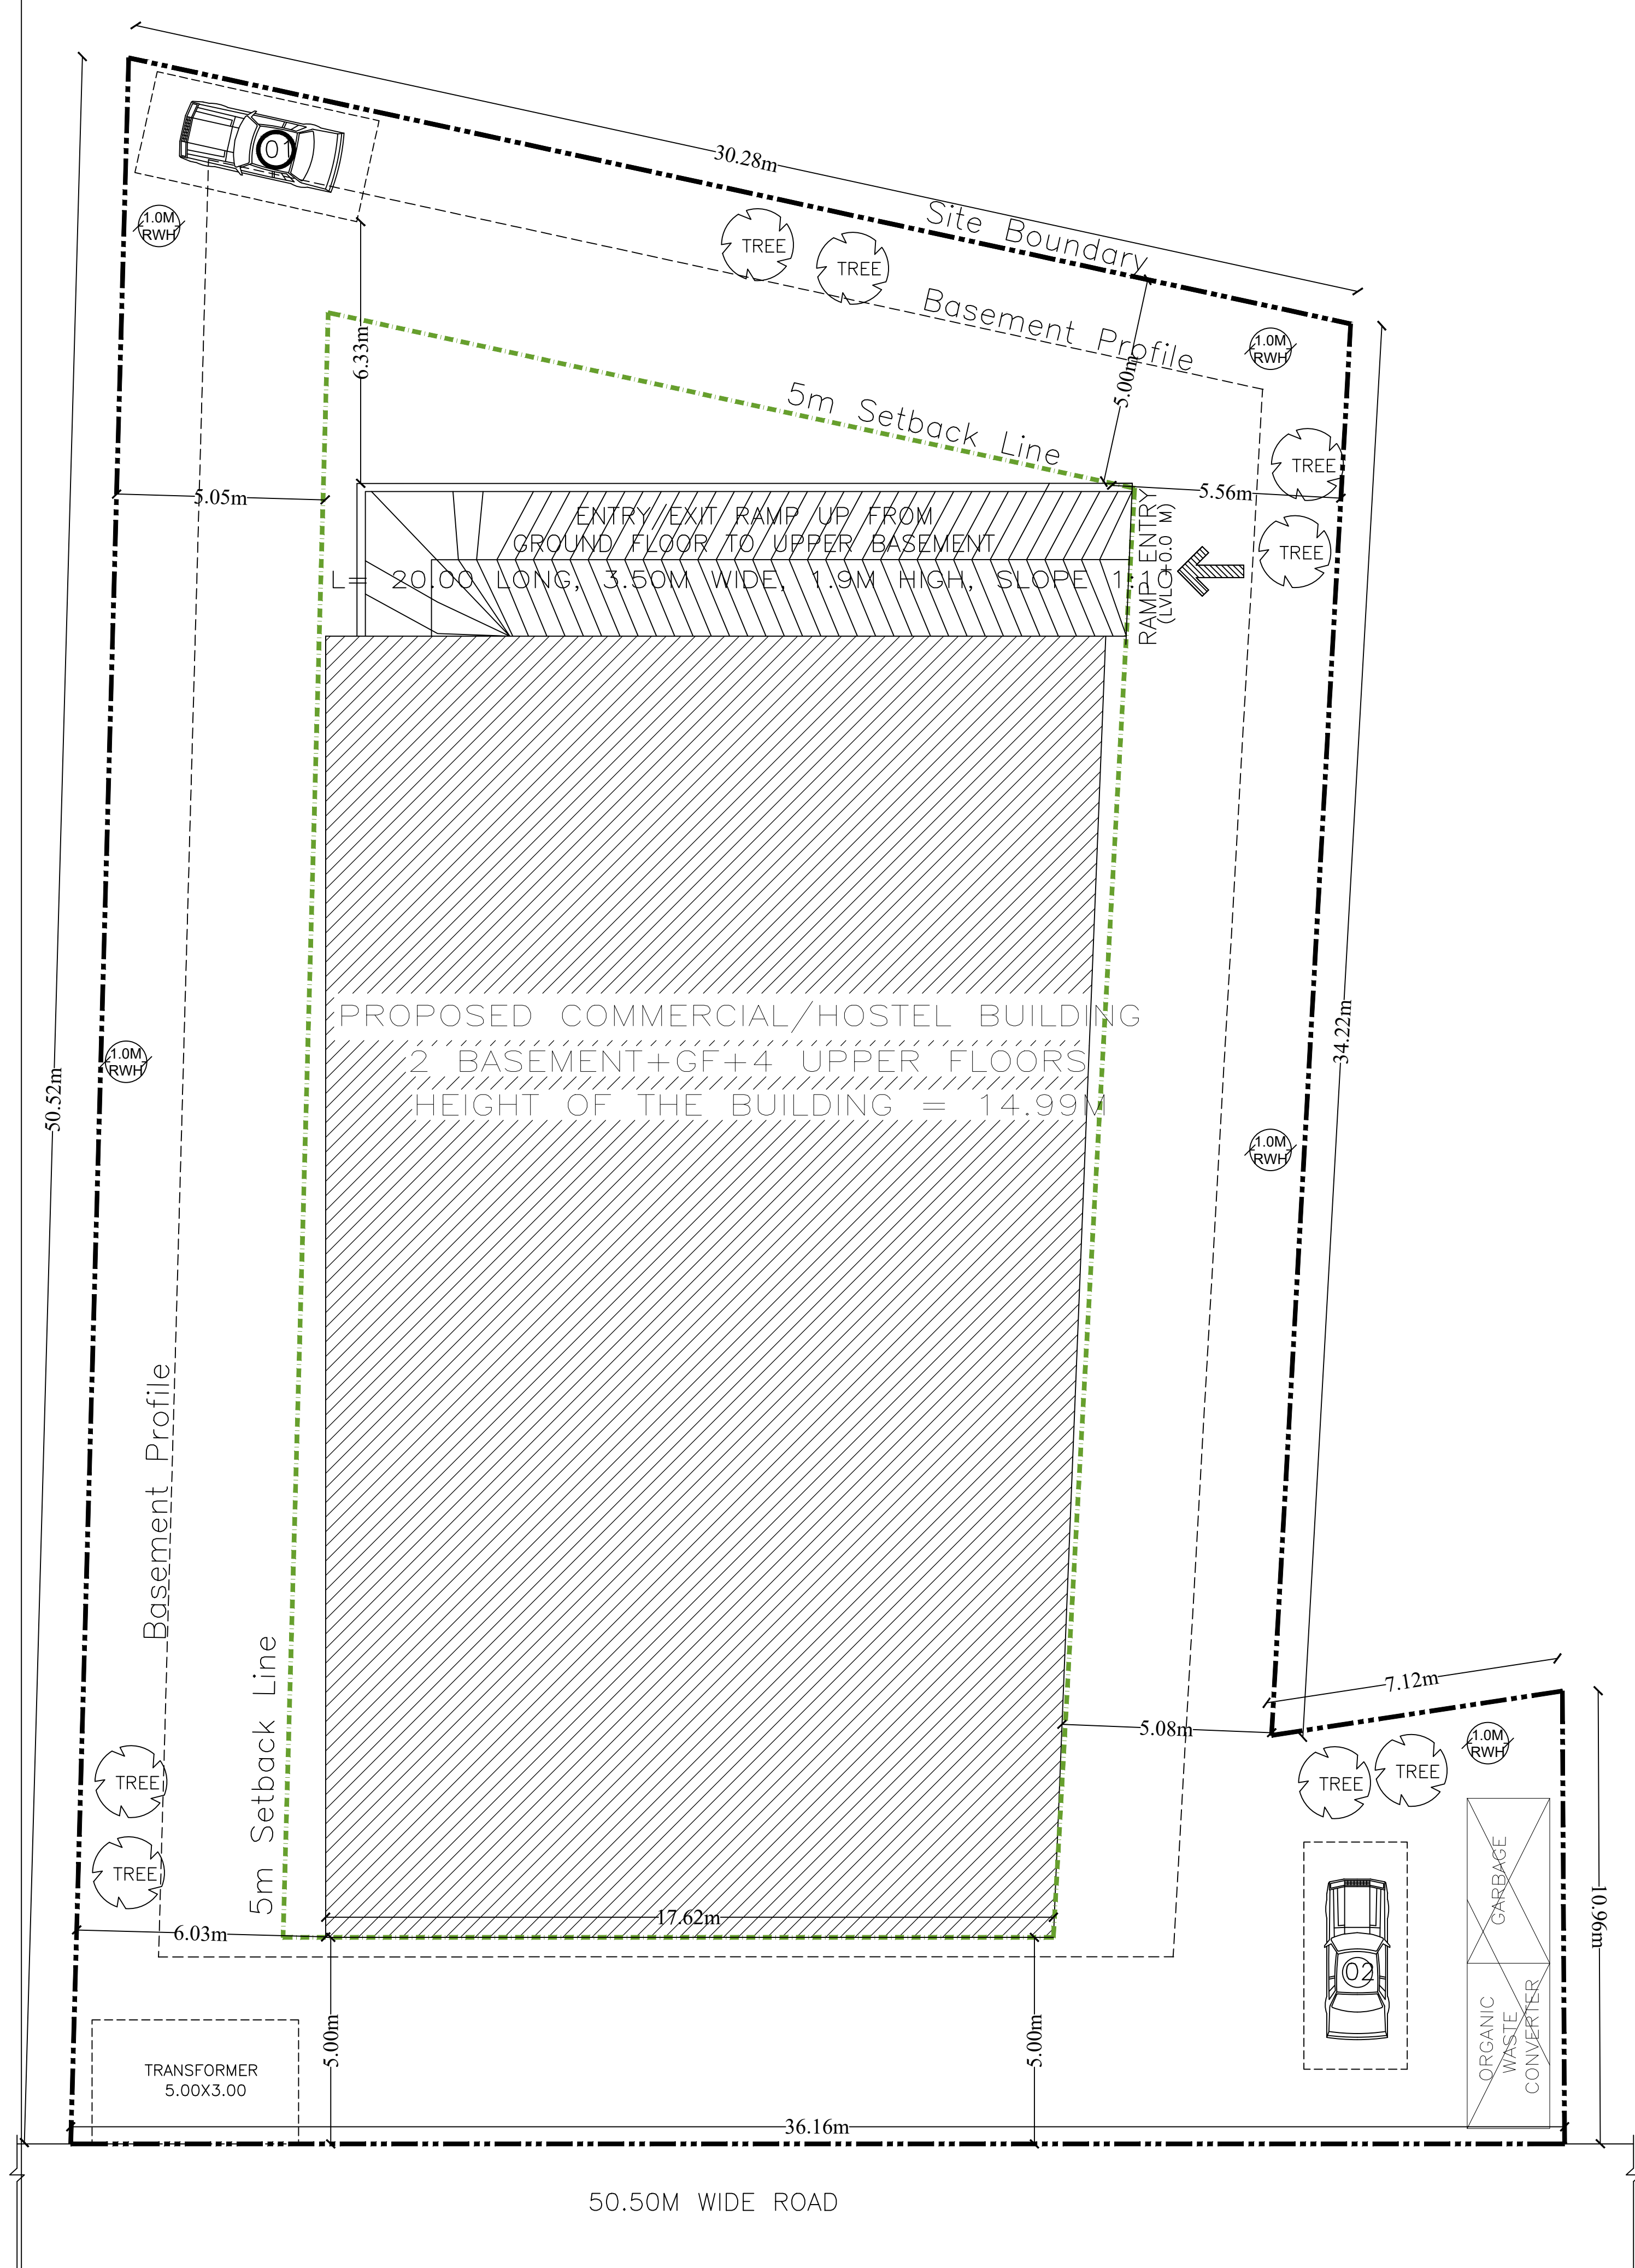 30.28m
01
1.0M
RWH
TREE
TREE
Site Boundary
Basement Profile
1.0M
RWH
6.33m
5.00m
5m Setback Line
TREE
5.05m
5.56m
ENTRY/EXIT RAMP UP FROM
GROUND FLOOR TO UPPER BASEMENT
L= 20.00 LONG, 3.50M WIDE, 1.9M HIGH, SLOPE 1:10
RAMP ENTRY
(LVL±0.0 M)
TREE
PROPOSED COMMERCIAL/HOSTEL BUILDING
2 BASEMENT+GF+4 UPPER FLOORS
HEIGHT OF THE BUILDING = 14.99M
50.52m
1.0M
RWH
34.22m
1.0M
RWH
Basement Profile
5m Setback Line
7.12m
5.08m
1.0M
RWH
TREE
TREE
TREE
TREE
GARBAGE
10.96m
6.03m
17.62m
02
ORGANIC
WASTE
CONVERTER
5.00m
5.00m
TRANSFORMER
5.00X3.00
36.16m
50.50M WIDE ROAD